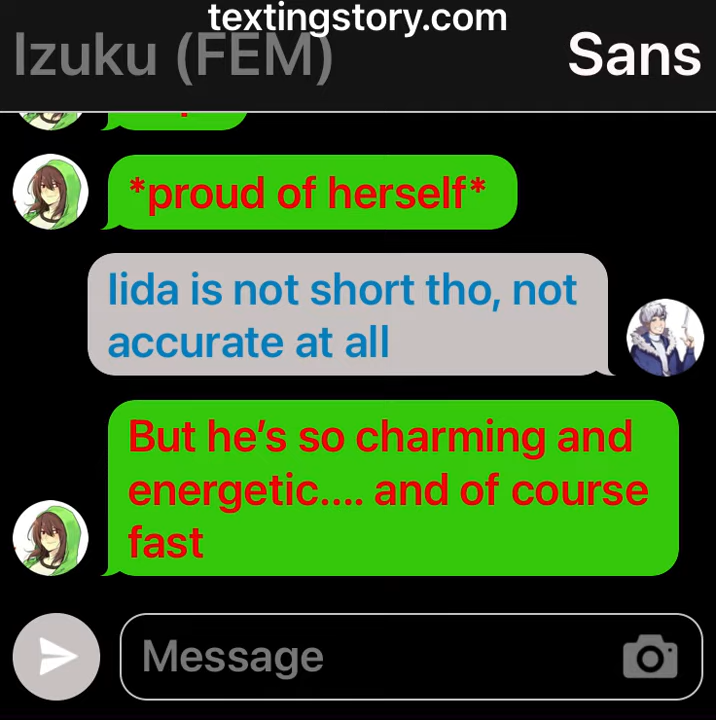 textingstory.com
Izuku (FEM)
Sans
*proud of herself*
Iida is not short tho, not
accurate at all
But he's so charming and
energetic.... and of course
fast
Message